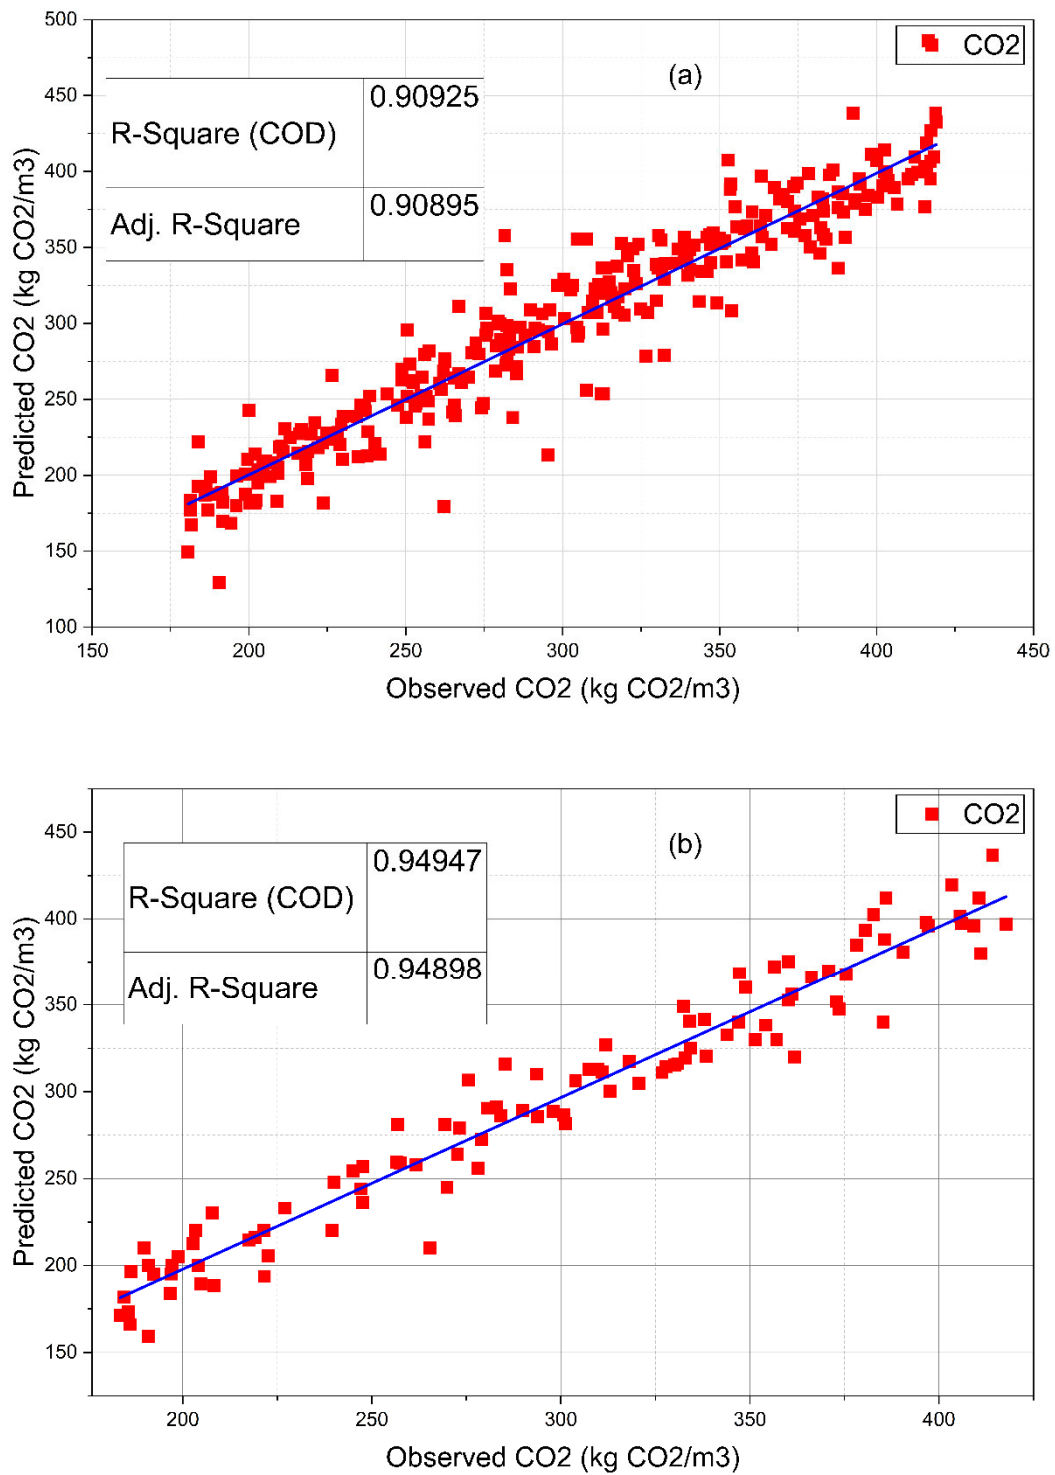 500
450
400
350
300
250
200
150
100
Predicted CO2 (kg CO2/m3)
CO2
(a)
R-Square (COD) 0.90925
Adj. R-Square 0.90895
150 200 250 300 350 400 450
Observed CO2 (kg CO2/m3)
450
400
350
300
250
200
150
Predicted CO2 (kg CO2/m3)
CO2
(b)
R-Square (COD) 0.94947
Adj. R-Square 0.94898
200 250 300 350 400
Observed CO2 (kg CO2/m3)